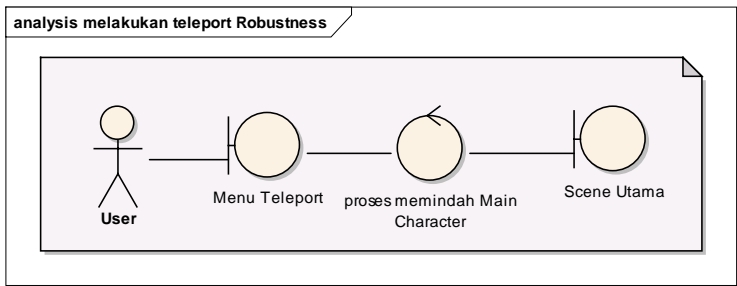 analysis melakukan teleport Robustness
User
Menu Teleport
proses memindah Main
Character
Scene Utama